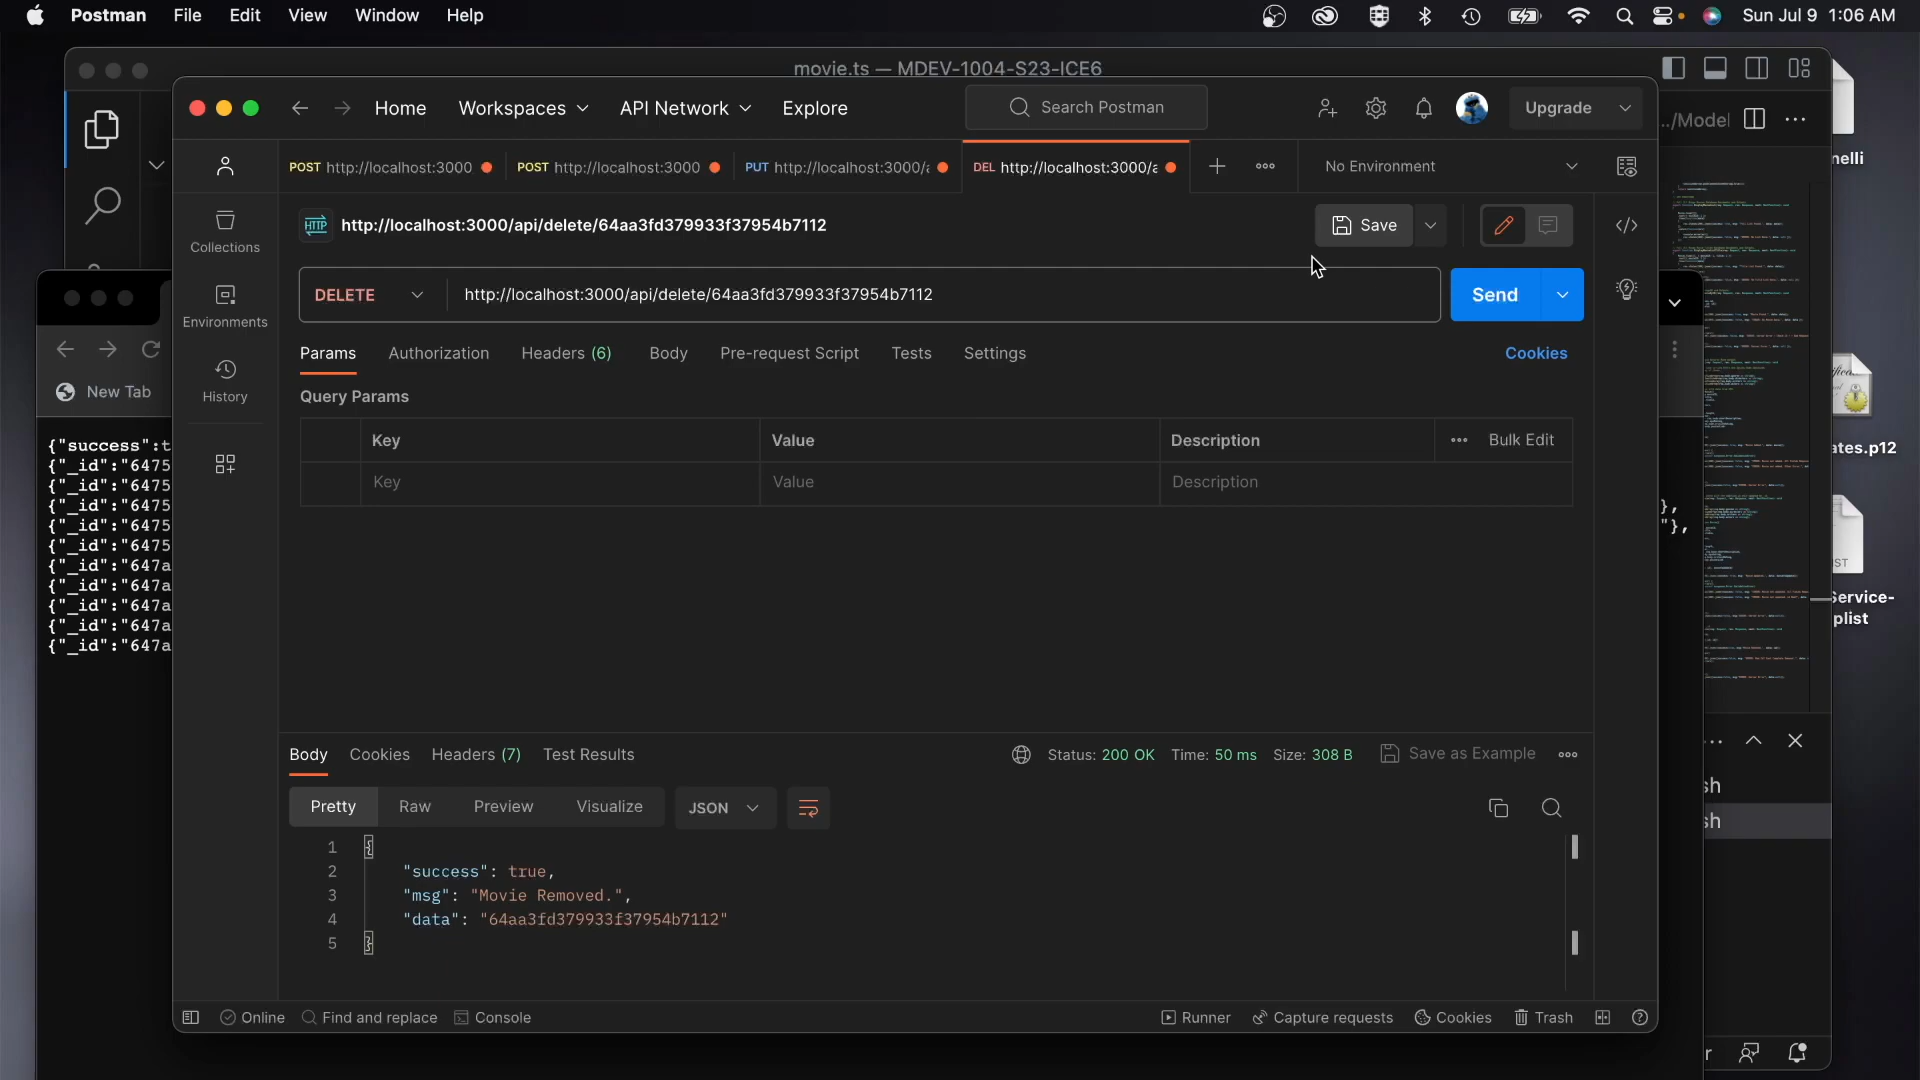 Postman File Edit View Window Help Sun Jul 9 1:06 AM
movie.ts — MDEV-1004-S23-ICE6
Home Workspaces API Network Explore Search Postman Upgrade
../Model
nelli
POST http://localhost:3000 POST http://localhost:3000 PUT http://localhost:3000/a DEL http://localhost:3000/a No Environment
HTTP http://localhost:3000/api/delete/64aa3fd379933f37954b7112 Save
Collections
DELETE http://localhost:3000/api/delete/64aa3fd379933f37954b7112 Send
Environments
Params Authorization Headers (6) Body Pre-request Script Tests Settings Cookies
History
New Tab
Query Params
Key Value Description Bulk Edit
Key Value Description
{"success":t
{"_id":"6475
{"_id":"6475
{"_id":"6475
{"_id":"6475
{"_id":"6475
{"_id":"647a
{"_id":"647a
{"_id":"647a
{"_id":"647a
{"_id":"647a
},
"},
ates.p12
ST
Service-
plist
Body Cookies Headers (7) Test Results Status: 200 OK Time: 50 ms Size: 308 B Save as Example
Pretty Raw Preview Visualize JSON
sh
sh
1 {
2 "success": true,
3 "msg": "Movie Removed.",
4 "data": "64aa3fd379933f37954b7112"
5 }
Online Find and replace Console Runner Capture requests Cookies Trash
r